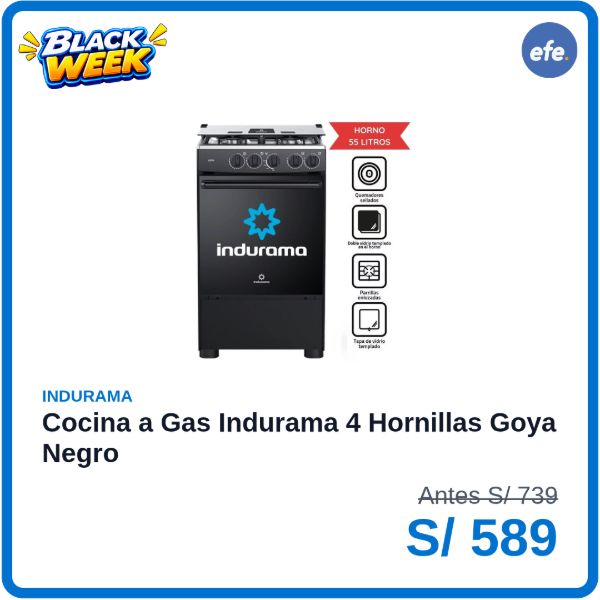 BLACK
WEEK
efe.
HORNO
55 LITROS
Quemadores
sellados
Doble vidrio templado
en el horno
Parrillas
enlozadas
Tapa de vidrio
templado
indurama
indurama
INDURAMA
Cocina a Gas Indurama 4 Hornillas Goya
Negro
Antes S/ 739
S/ 589